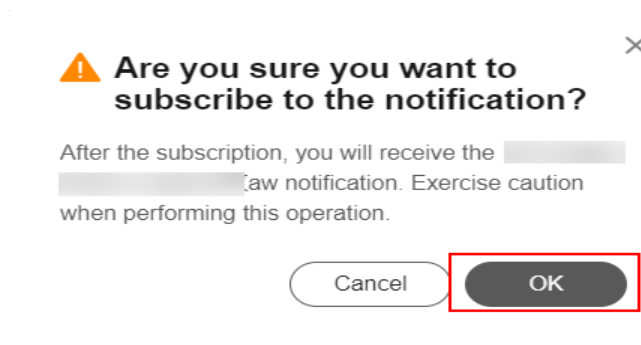 Are you sure you want to
subscribe to the notification?
After the subscription, you will receive the
notification. Exercise caution
when performing this operation.
Cancel
OK